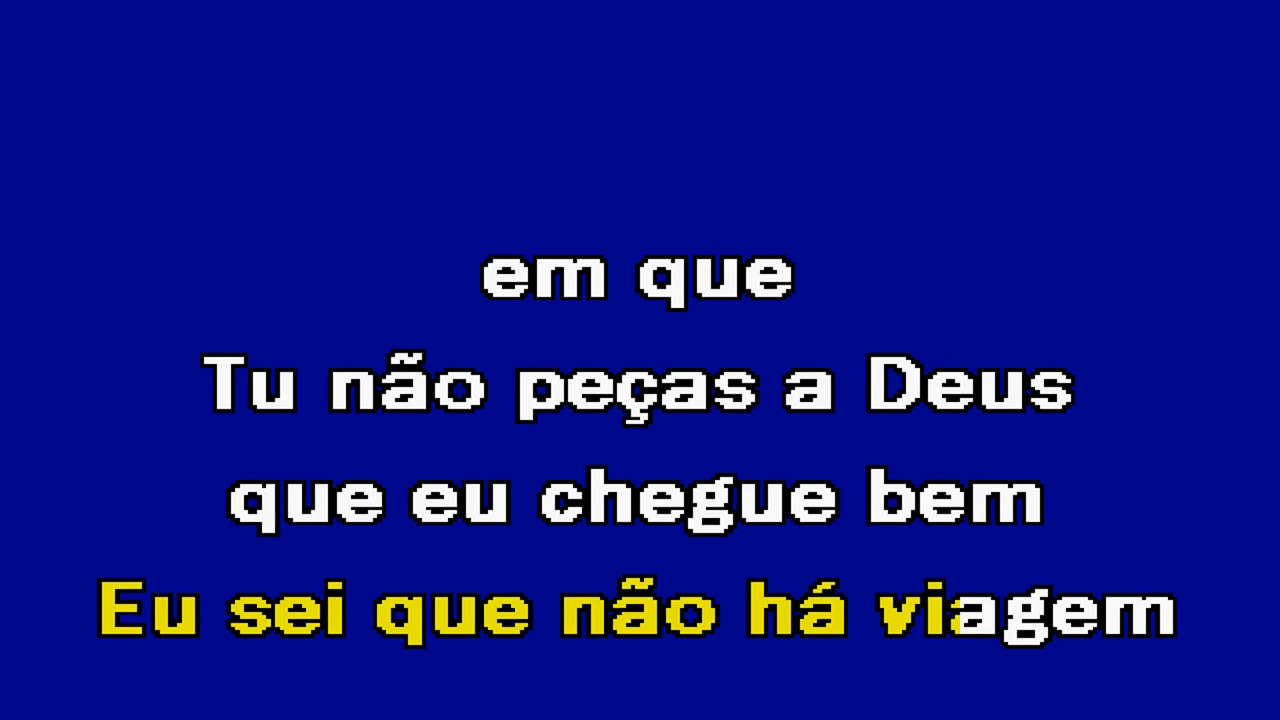 em que
Tu não peças a Deus
que eu chegue bem
Eu sei que não há viagem